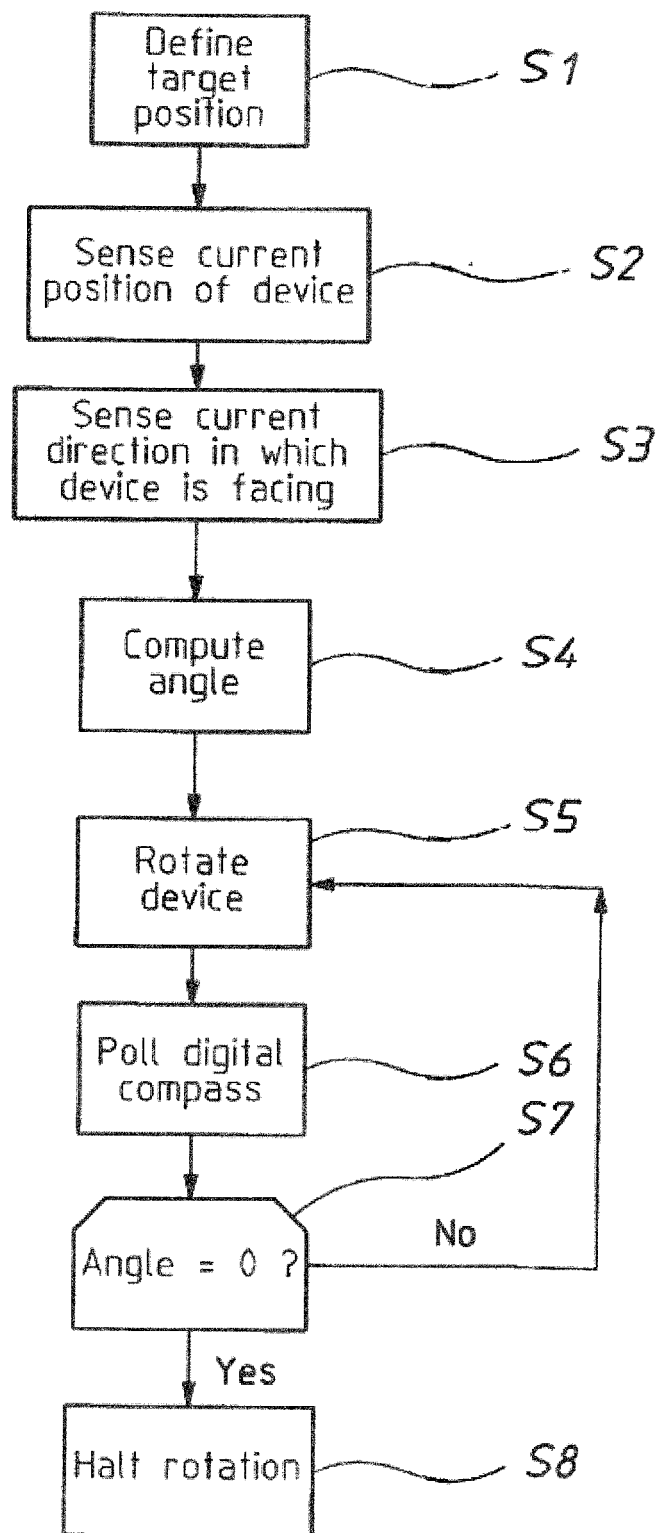 Define
target
position
S1
Sense current
position of device
S2
Sense current
direction in which
device is facing
S3
Compute
angle
S4
Rotate
device
S5
Poll digital
compass
S6
S7
Angle = 0 ?
No
Yes
Halt rotation
S8